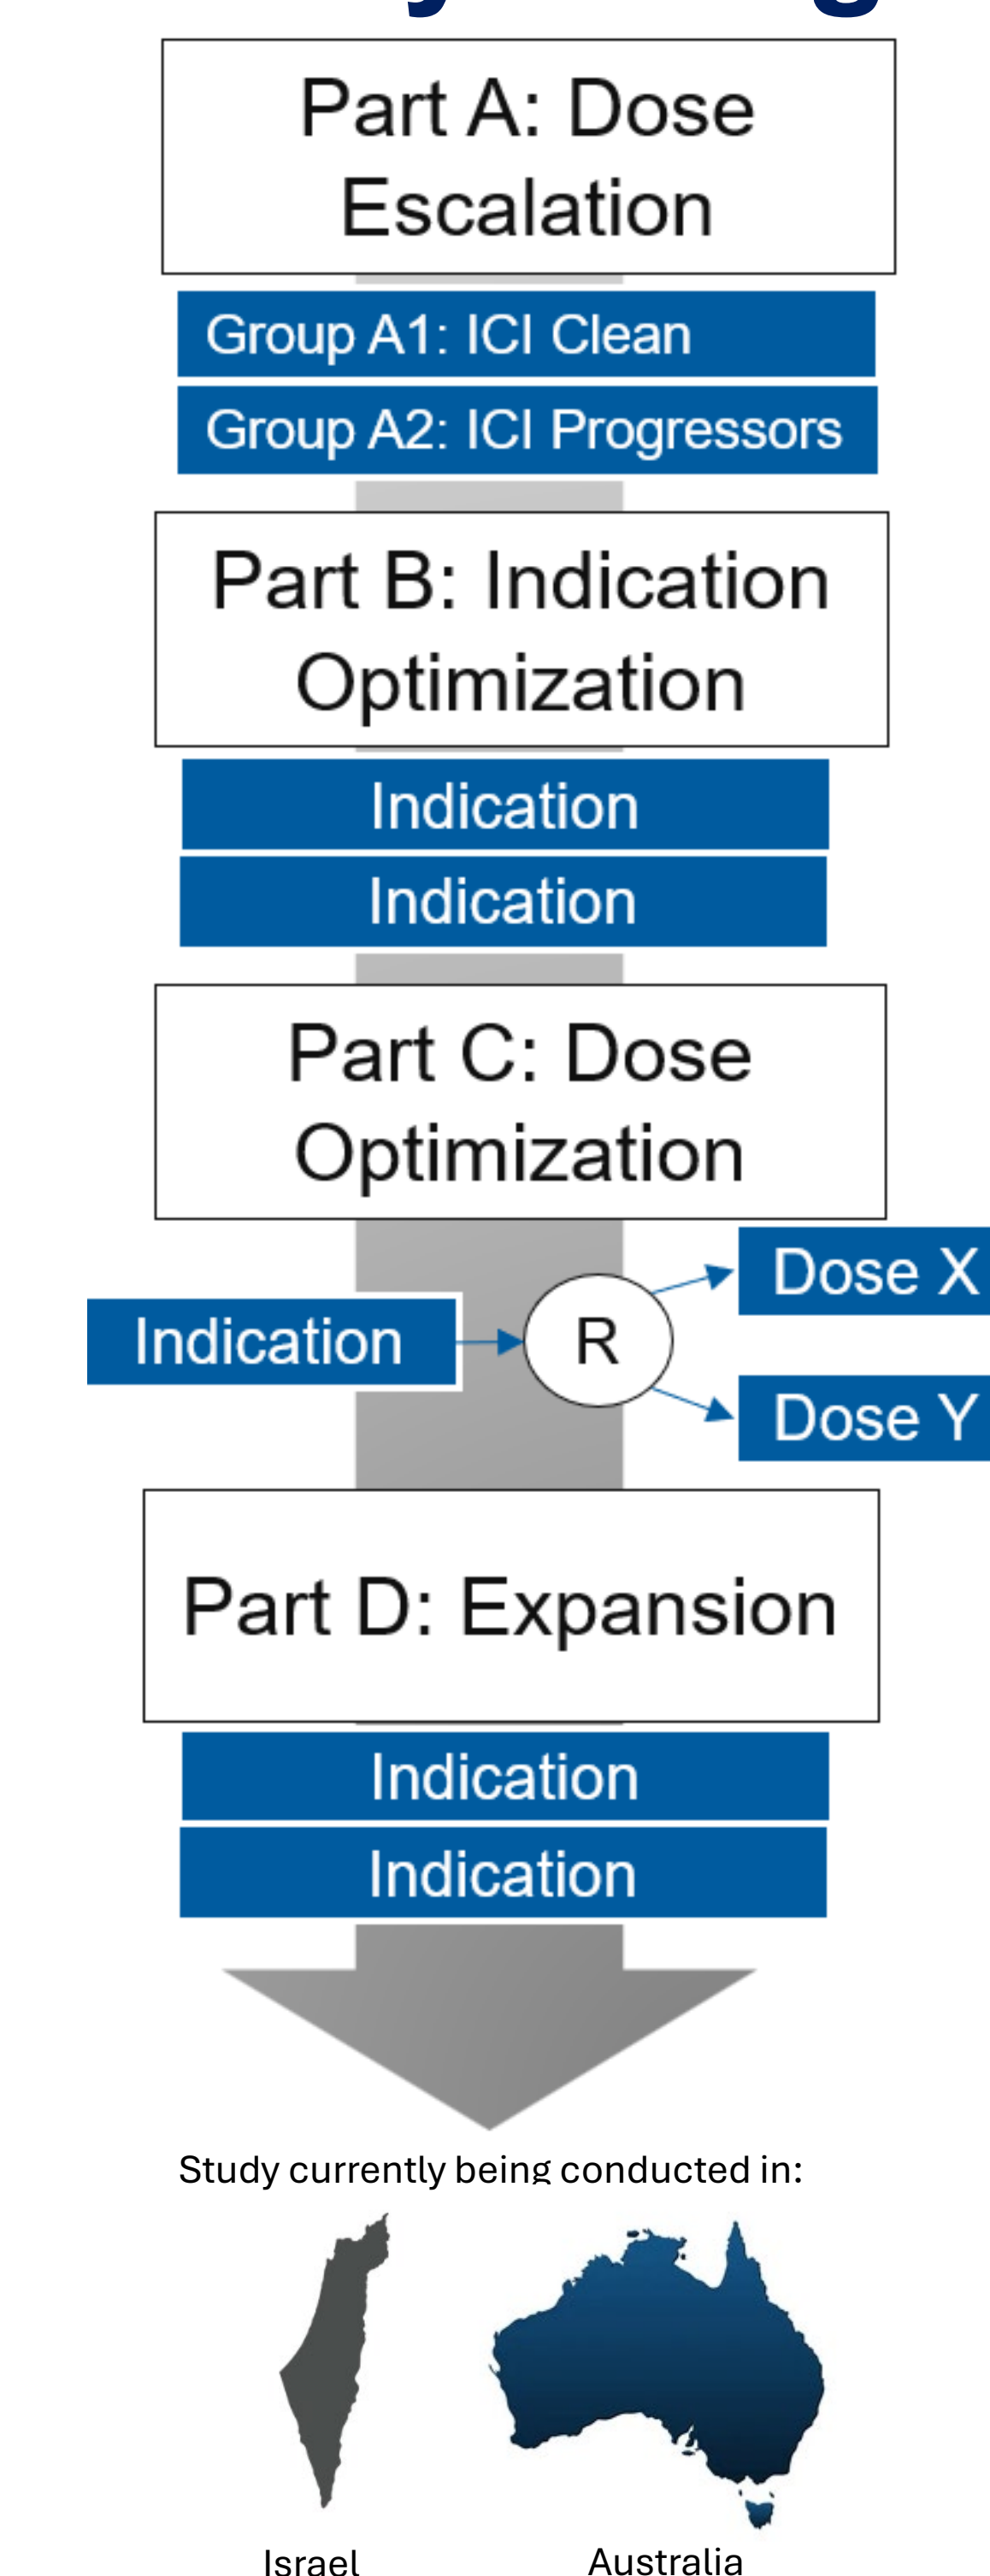 Part A: Dose
Escalation
Group A1: ICI Clean
Group A2: ICI Progressors
Part B: Indication
Optimization
Indication
Indication
Part C: Dose
Optimization
Dose X
Indication
R
Dose Y
Part D: Expansion
Indication
Indication
Study currently being conducted in:
Israel
Australia